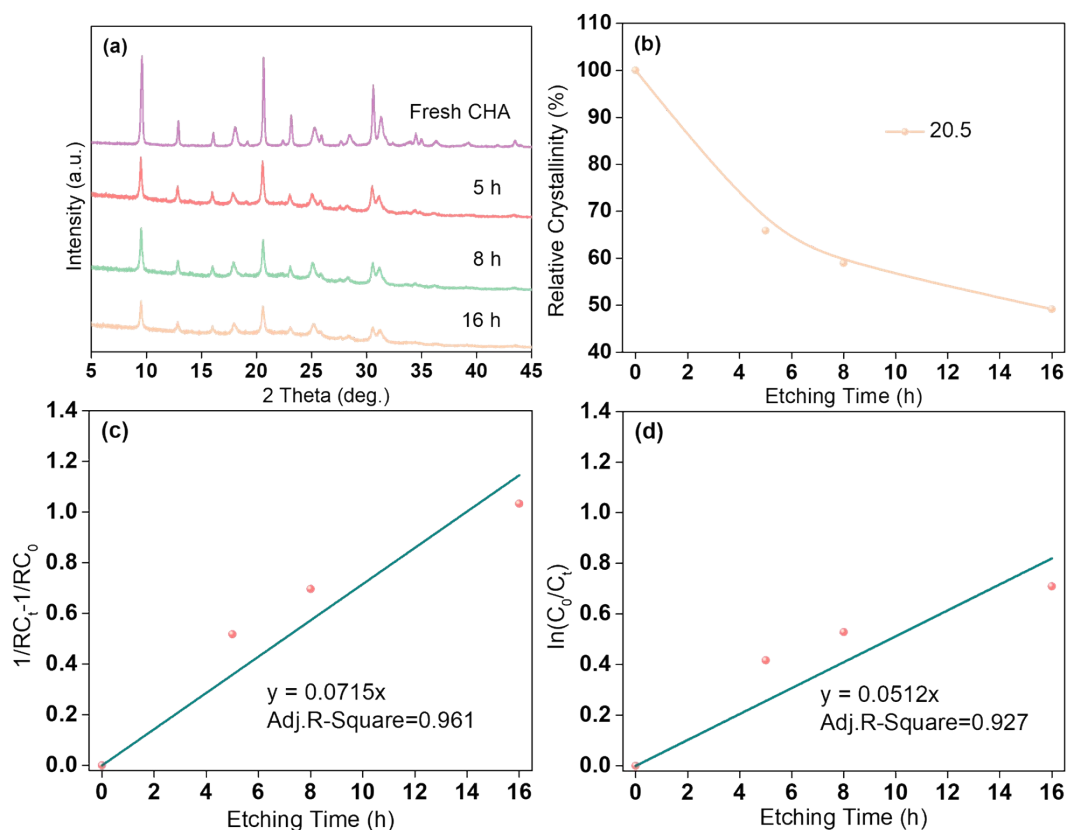 (a)
Fresh CHA
5 h
8 h
16 h
Intensity (a.u.)
5 10 15 20 25 30 35 40 45
2 Theta (deg.)
(b)
20.5
Relative Crystallinity (%)
110
100
90
80
70
60
50
40
0 2 4 6 8 10 12 14 16
Etching Time (h)
(c)
1/RCt-1/RC0
1.4
1.2
1.0
0.8
0.6
0.4
0.2
0.0
y = 0.0715x
Adj.R-Square=0.961
0 2 4 6 8 10 12 14 16
Etching Time (h)
(d)
ln(C0/Ct)
1.4
1.2
1.0
0.8
0.6
0.4
0.2
0.0
y = 0.0512x
Adj.R-Square=0.927
0 2 4 6 8 10 12 14 16
Etching Time (h)